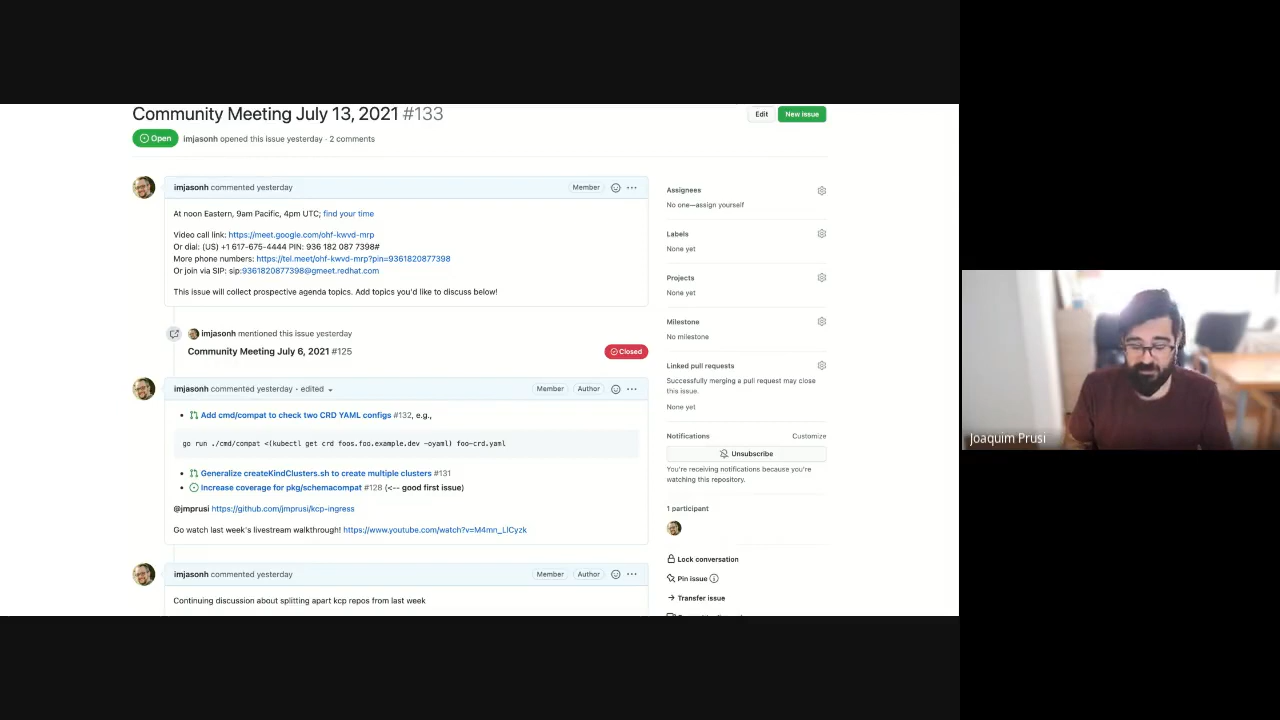 Community Meeting July 13, 2021 #133
Edit
New issue
Open
imjasonh opened this issue yesterday · 2 comments
imjasonh commented yesterday
Member
At noon Eastern, 9am Pacific, 4pm UTC; find your time
Video call link: https://meet.google.com/ohf-kwvd-mrp
Or dial: (US) +1 617-675-4444 PIN: 936 182 087 7398#
More phone numbers: https://tel.meet/ohf-kwvd-mrp?pin=9361820877398
Or join via SIP: sip:9361820877398@gmeet.redhat.com
This issue will collect prospective agenda topics. Add topics you'd like to discuss below!
imjasonh mentioned this issue yesterday
Community Meeting July 6, 2021 #125
Closed
imjasonh commented yesterday · edited
Member
Author
Add cmd/compat to check two CRD YAML configs #132, e.g.,
go run ./cmd/compat <(kubectl get crd foos.foo.example.dev -oyaml) foo-crd.yaml
Generalize createKindClusters.sh to create multiple clusters #131
Increase coverage for pkg/schemacompat #128 (<-- good first issue)
@jmprusi https://github.com/jmprusi/kcp-ingress
Go watch last week's livestream walkthrough! https://www.youtube.com/watch?v=M4mn_LlCyzk
imjasonh commented yesterday
Member
Author
Continuing discussion about splitting apart kcp repos from last week
Assignees
No one—assign yourself
Labels
None yet
Projects
None yet
Milestone
No milestone
Linked pull requests
Successfully merging a pull request may close
this issue.
None yet
Notifications
Customize
Unsubscribe
You're receiving notifications because you're
watching this repository.
1 participant
Lock conversation
Pin issue
Transfer issue
Joaquim Prusi